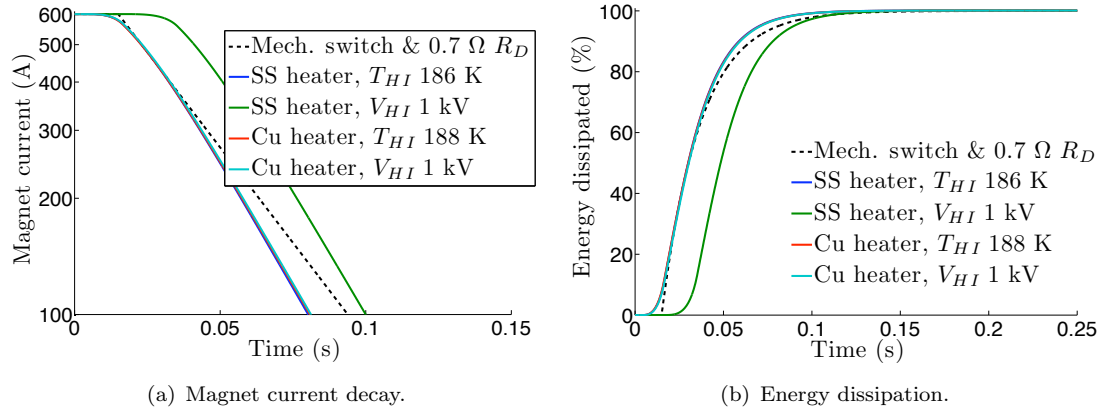 600
500
400
300
200
100
0
0.05
0.1
0.15
Magnet current (A)
Time (s)
Mech. switch & 0.7 Ω R_D
SS heater, T_HI 186 K
SS heater, V_HI 1 kV
Cu heater, T_HI 188 K
Cu heater, V_HI 1 kV
(a) Magnet current decay.
100
80
60
40
20
0
0
0.05
0.1
0.15
0.2
0.25
Energy dissipated (%)
Time (s)
Mech. switch & 0.7 Ω R_D
SS heater, T_HI 186 K
SS heater, V_HI 1 kV
Cu heater, T_HI 188 K
Cu heater, V_HI 1 kV
(b) Energy dissipation.